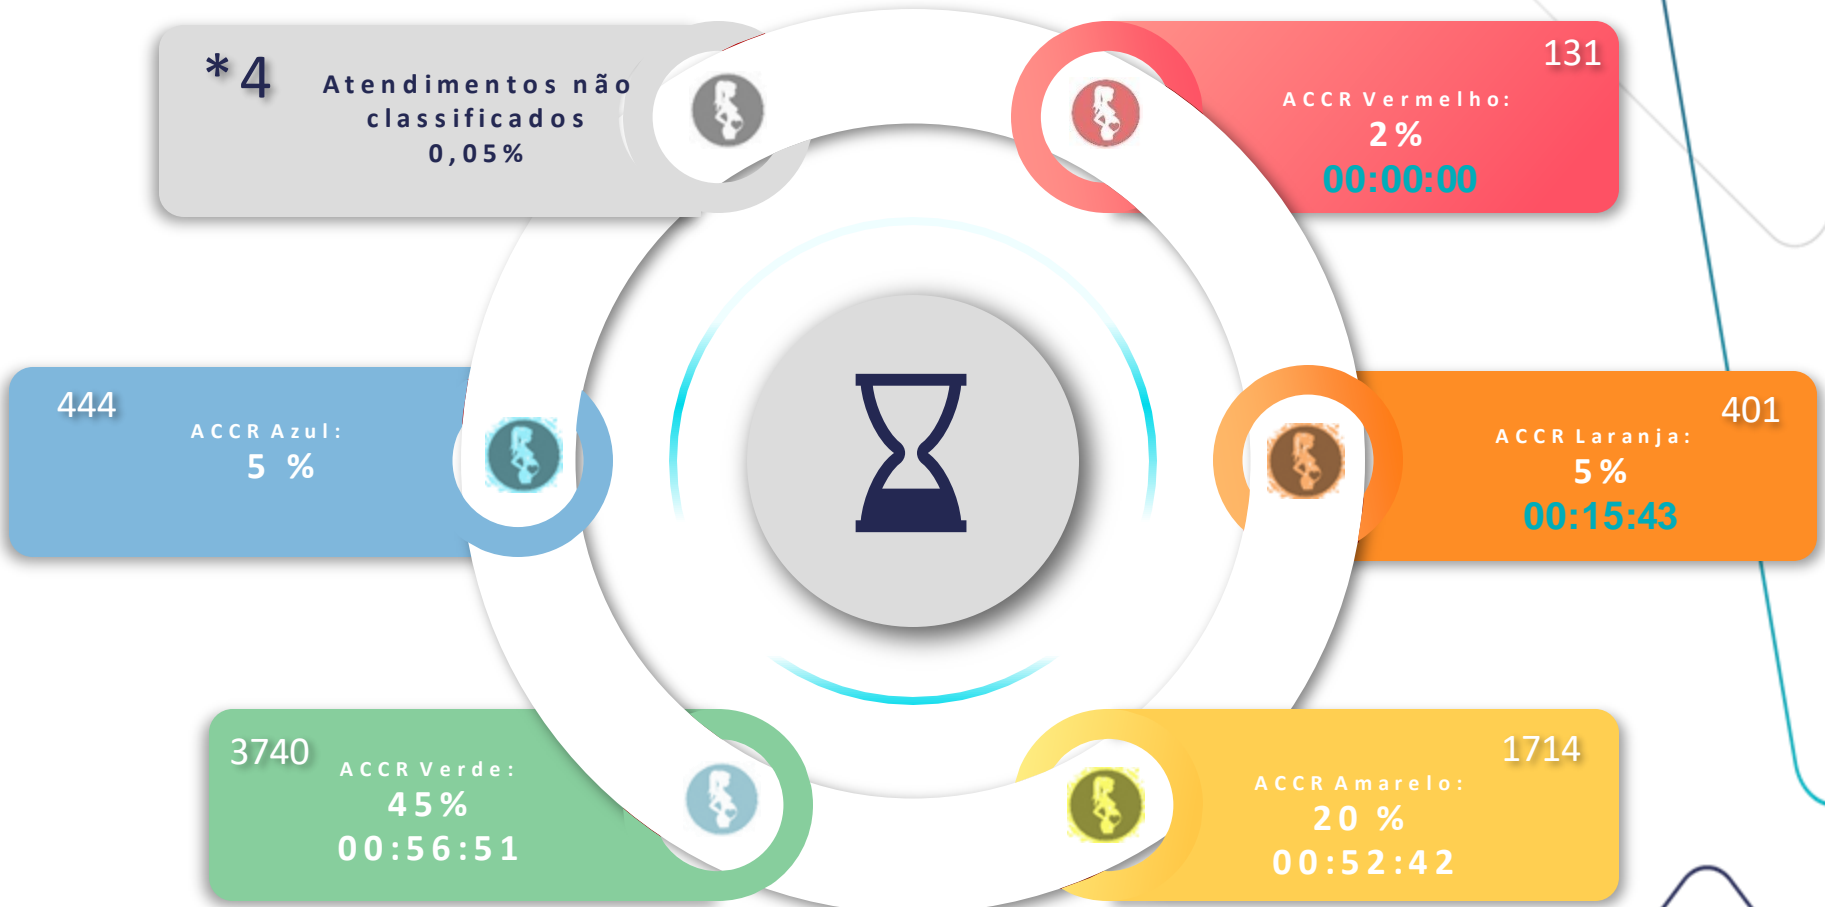 *4
Atendimentos não
classificados
0,05%
131
ACCR Vermelho:
2%
00:00:00
444
ACCR Azul:
5 %
401
ACCR Laranja:
5%
00:15:43
3740
ACCR Verde:
45%
00:56:51
1714
ACCR Amarelo:
20 %
00:52:42